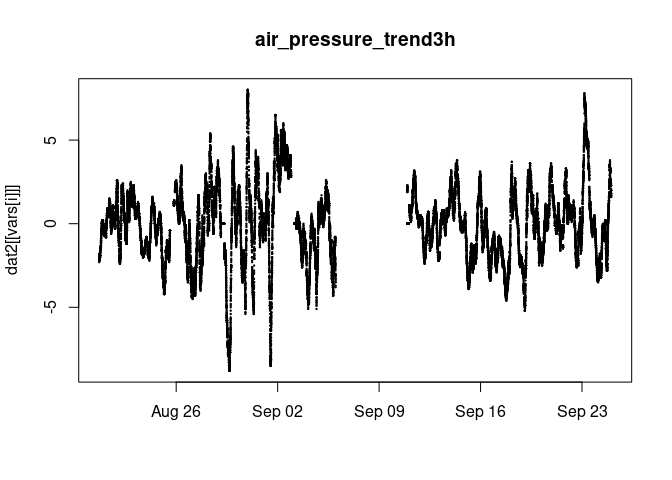 air_pressure_trend3h
dat2[[vars[i]]]
5
0
-5
Aug 26 Sep 02 Sep 09 Sep 16 Sep 23